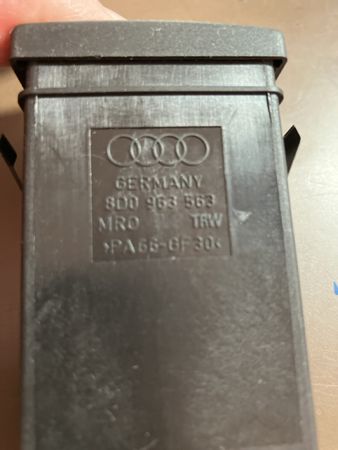 GERMANY
8D0 963 563
MRO TRW
>PA66-GF30<